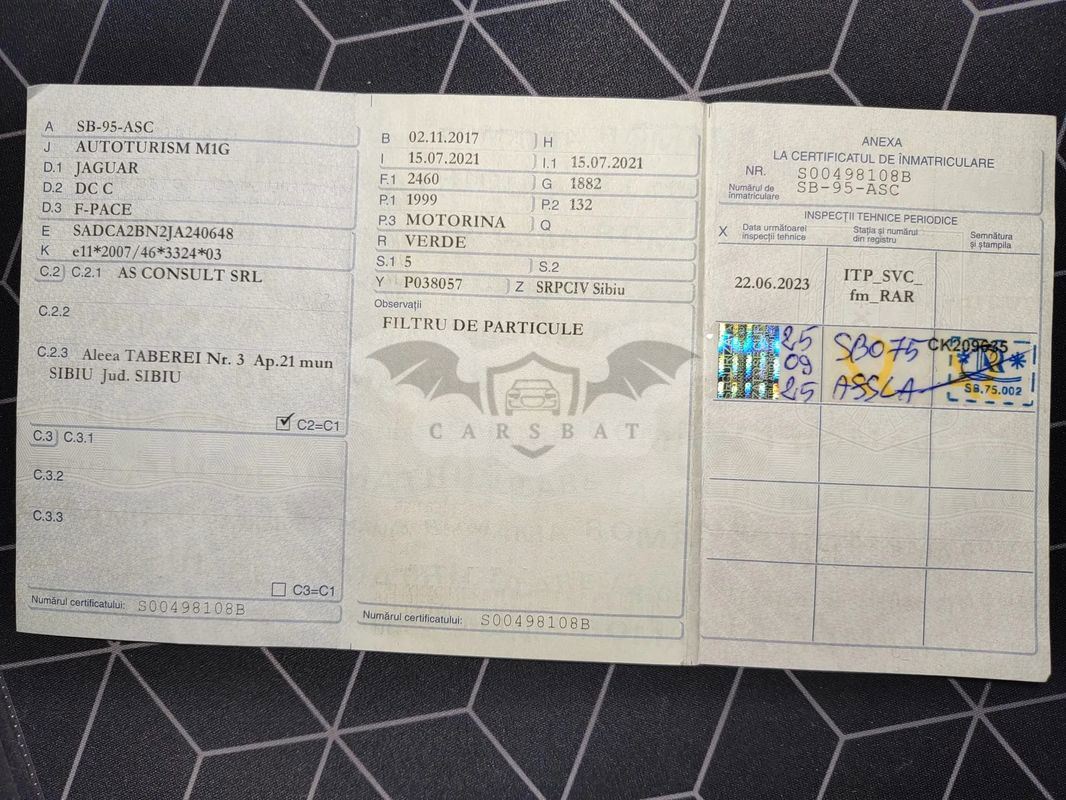 A SB-95-ASC
J AUTOTURISM M1G
D.1 JAGUAR
D.2 DC C
D.3 F-PACE
E SADCA2BN2JA240648
K e11*2007/46*3324*03
C.2 C.2.1 AS CONSULT SRL
C.2.2
C.2.3 Aleea TABEREI Nr. 3 Ap.21 mun
SIBIU Jud. SIBIU
C2=C1
C.3 C.3.1
C.3.2
C.3.3
C3=C1
Numărul certificatului: S00498108B
B 02.11.2017 H
I 15.07.2021 I.1 15.07.2021
F.1 2460 G 1882
P.1 1999 P.2 132
P.3 MOTORINA Q
R VERDE
S.1 5 S.2
Y P038057 Z SRPCIV Sibiu
Observații
FILTRU DE PARTICULE
CARSBAT
Numărul certificatului: S00498108B
ANEXA
LA CERTIFICATUL DE ÎNMATRICULARE
NR. S00498108B
Numărul de înmatriculare SB-95-ASC
INSPECȚII TEHNICE PERIODICE
X Data următoarei inspecții tehnice Stația și numărul din registru Semnătura și ștampila
22.06.2023 ITP_SVC_
fm_RAR
25 SB075 CK209635
09
25 ASSLA SB.75.002